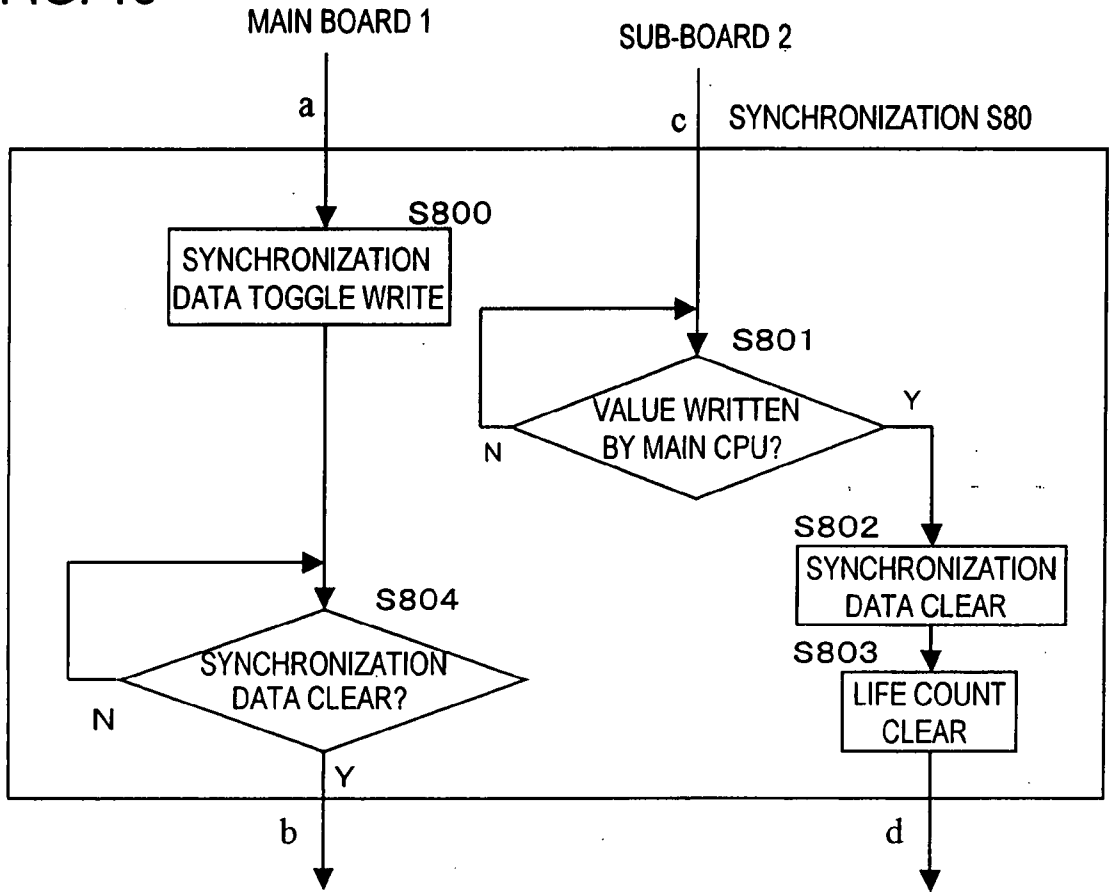 MAIN BOARD 1
SUB-BOARD 2
a
c
SYNCHRONIZATION S80
S800
SYNCHRONIZATION
DATA TOGGLE WRITE
S801
VALUE WRITTEN
BY MAIN CPU?
Y
N
S802
SYNCHRONIZATION
DATA CLEAR
S804
SYNCHRONIZATION
DATA CLEAR?
N
Y
S803
LIFE COUNT
CLEAR
b
d